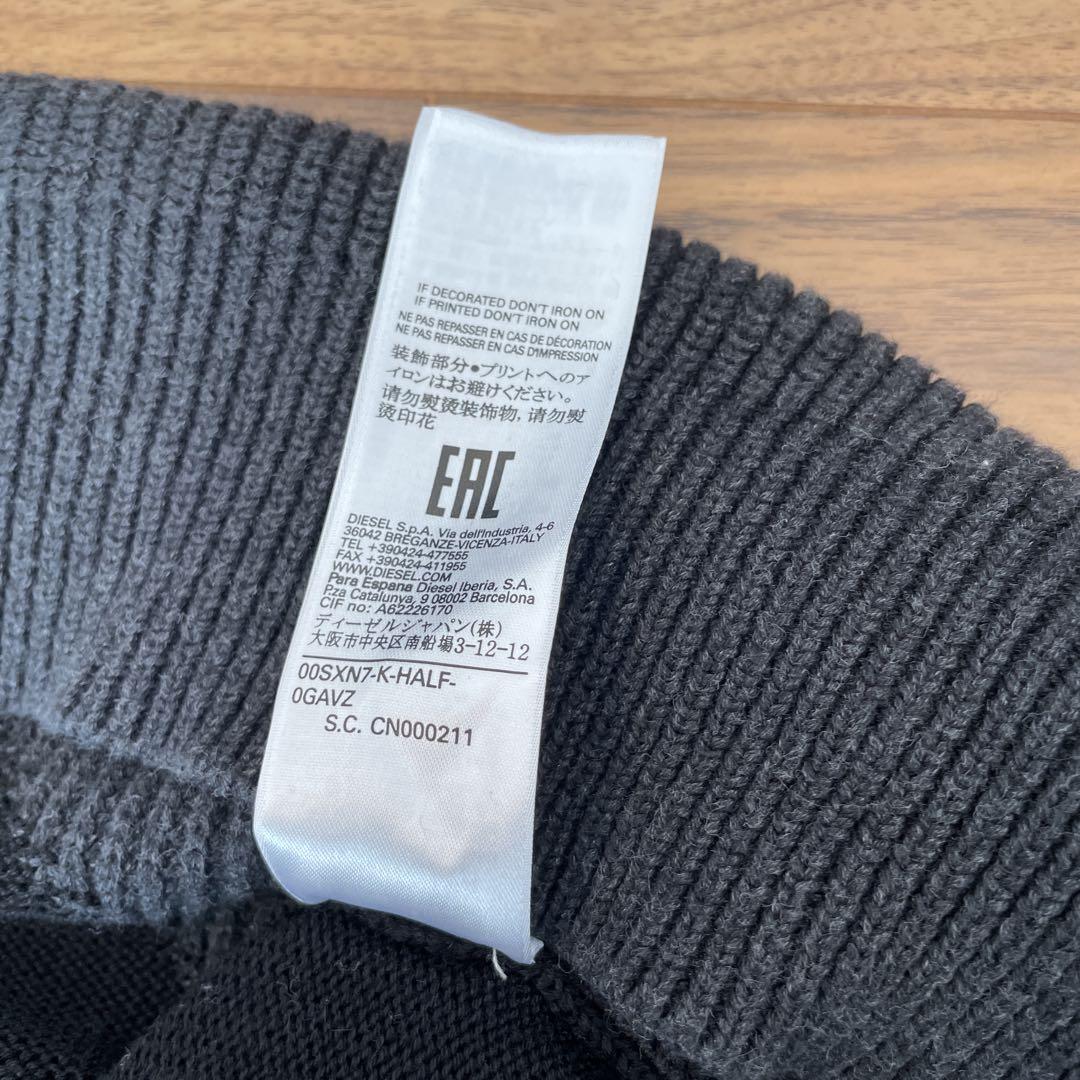 IF DECORATED DON'T IRON ON
IF PRINTED DON'T IRON ON
NE PAS REPASSER EN CAS DE DÉCORATION
NE PAS REPASSER EN CAS D'IMPRESSION
装飾部分●プリントへのア
イロンはお避けください。
请勿熨烫装饰物, 请勿熨
烫印花
EAC
DIESEL S.p.A. Via dell'Industria, 4-6
36042 BREGANZE-VICENZA-ITALY
TEL +390424-477555
FAX +390424-411955
WWW.DIESEL.COM
Para Espana Diesel Iberia, S.A.
Pza Catalunya, 9 08002 Barcelona
CIF no: A62226170
ディーゼルジャパン(株)
大阪市中央区南船場3-12-12
00SXN7-K-HALF-
0GAVZ
S.C. CN000211